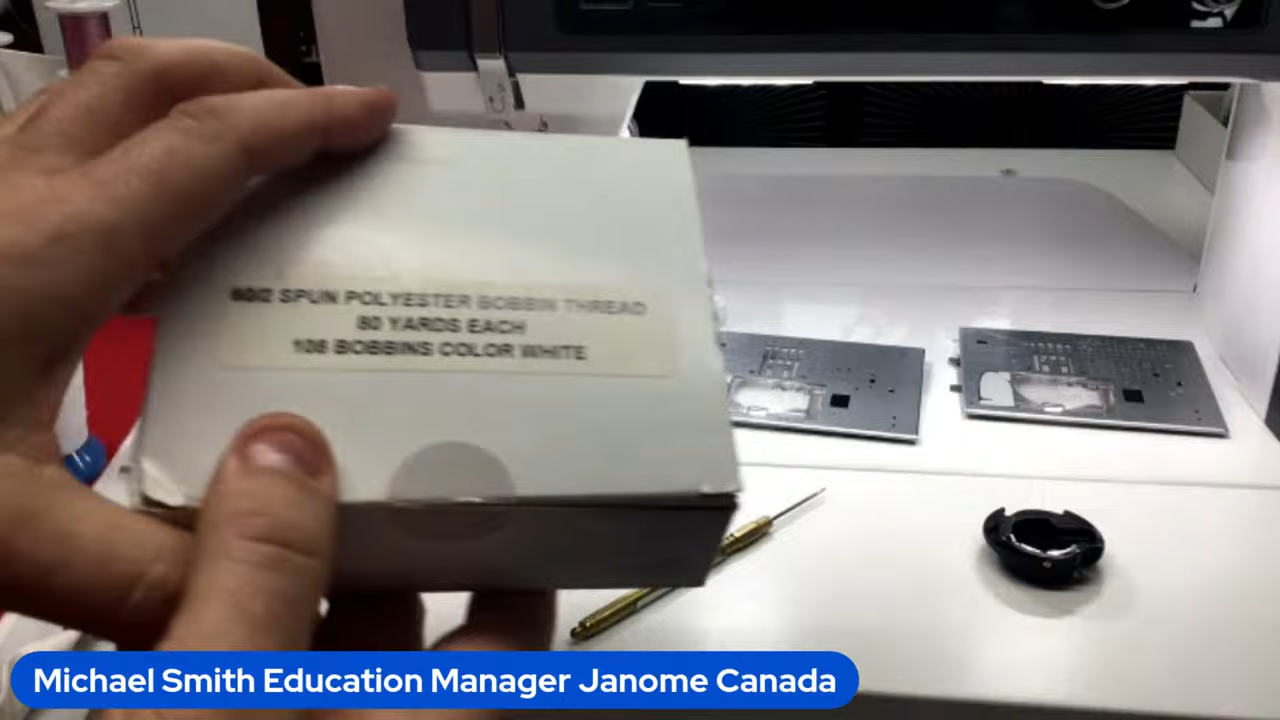 60/2 SPUN POLYESTER BOBBIN THREAD
80 YARDS EACH
108 BOBBINS COLOR WHITE
Michael Smith Education Manager Janome Canada